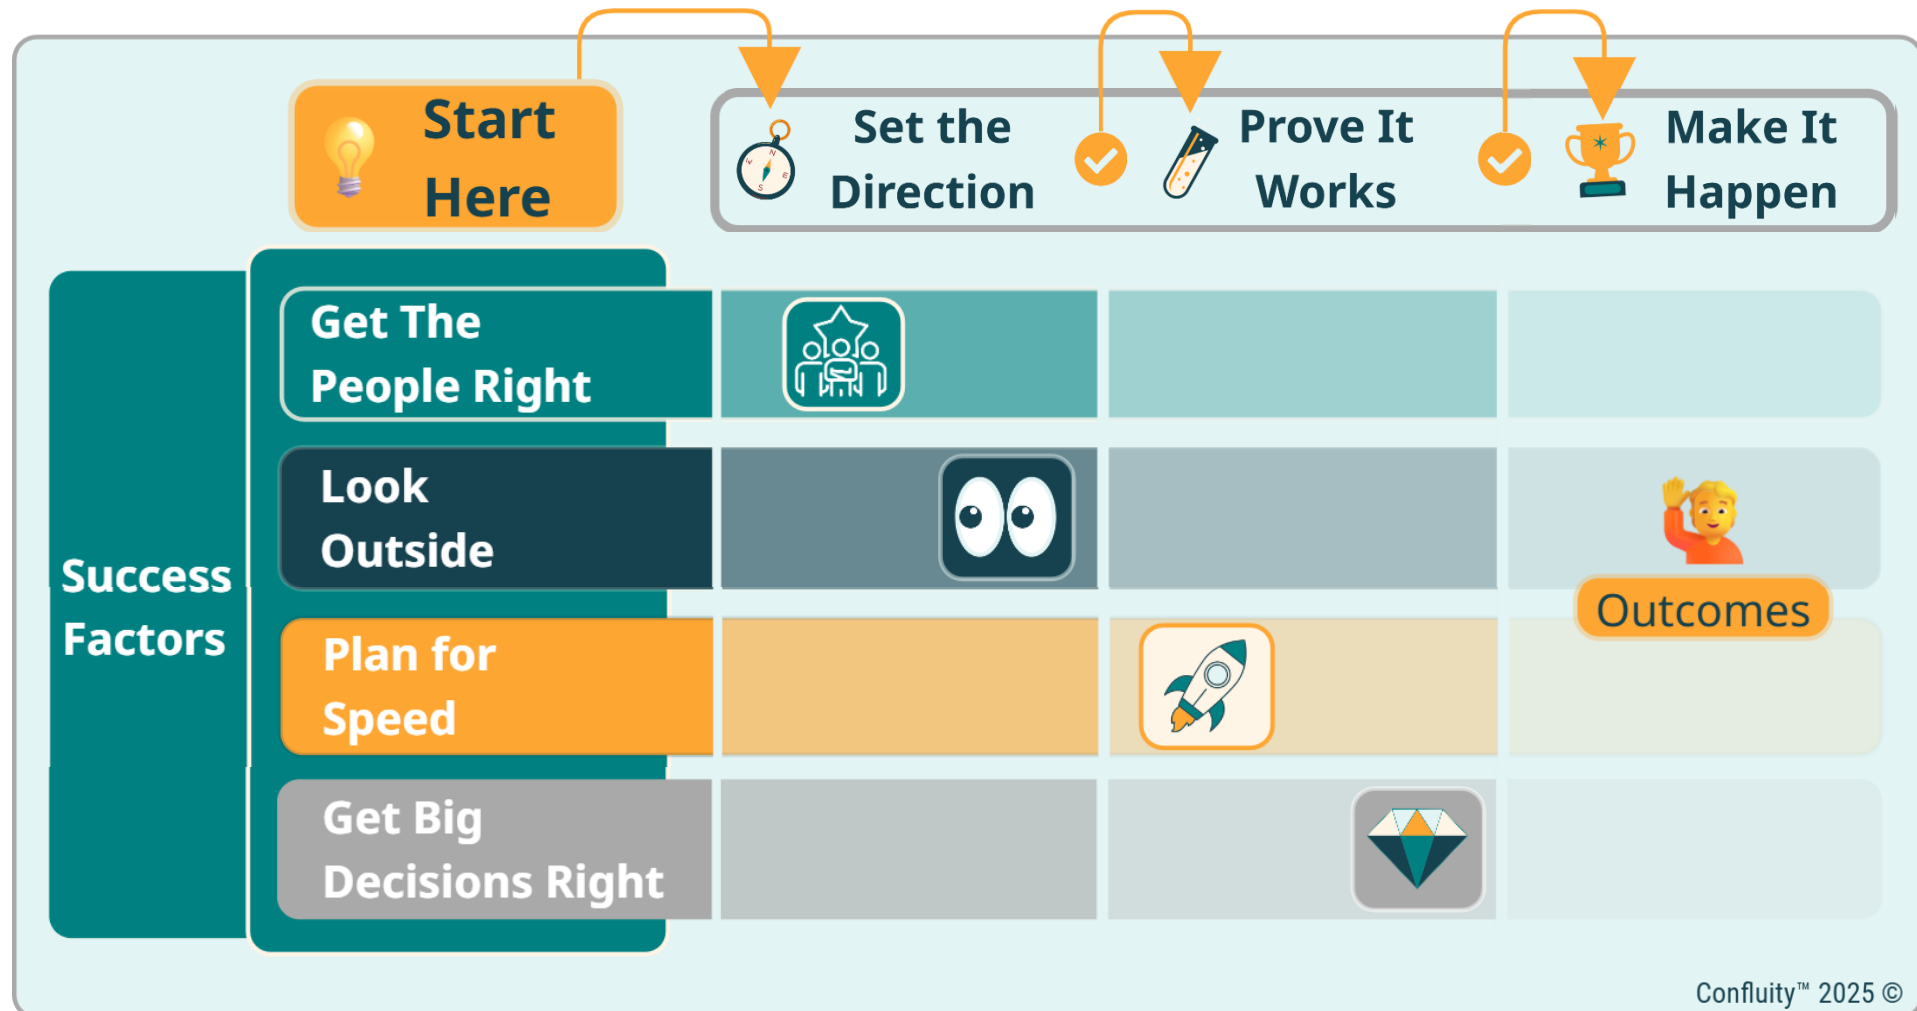 Start
Here
Set the
Direction
Prove It
Works
Make It
Happen
Success
Factors
Get The
People Right
Look
Outside
Plan for
Speed
Get Big
Decisions Right
Outcomes
N
W
E
S
Confluity™ 2025 ©